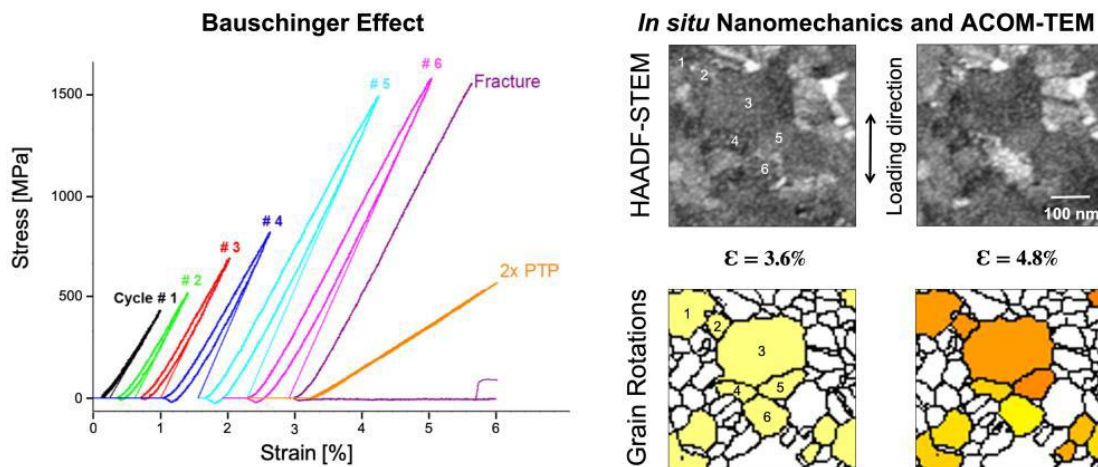 Bauschinger Effect
Stress [MPa]
1500
1000
500
0
Cycle # 1
# 2
# 3
# 4
# 5
# 6
Fracture
2x PTP
0 1 2 3 4 5 6
Strain [%]
In situ Nanomechanics and ACOM-TEM
HAADF-STEM
1
2
3
4
5
6
Loading direction
100 nm
Ɛ = 3.6%
Ɛ = 4.8%
Grain Rotations
1
2
3
4
5
6